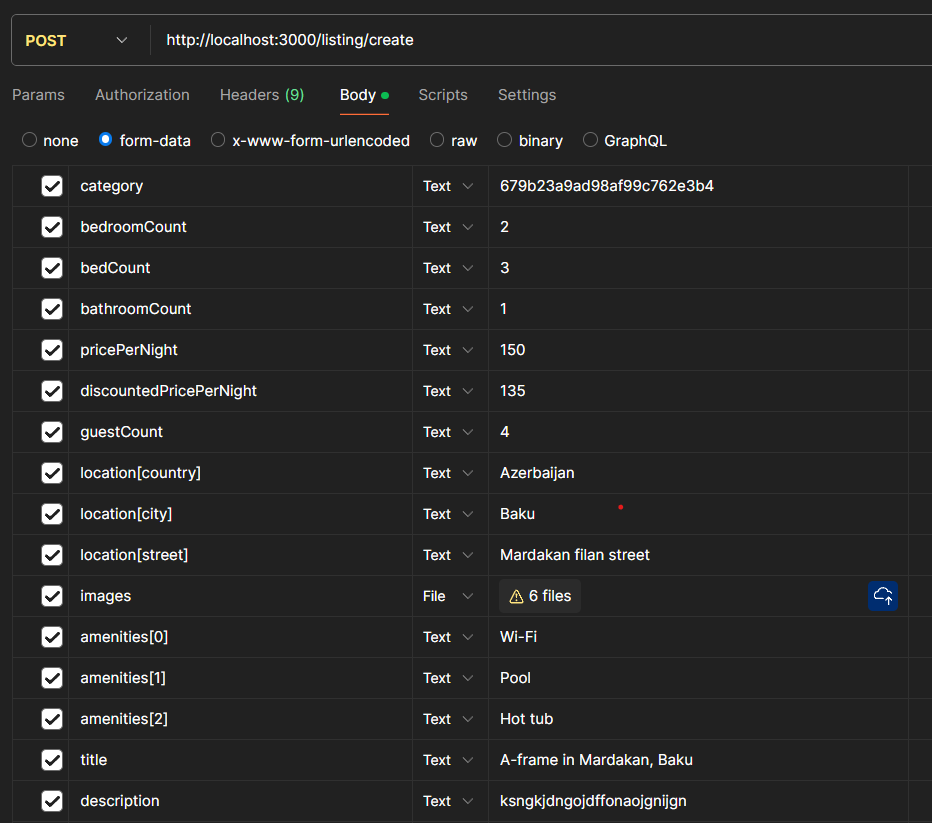 POST http://localhost:3000/listing/create
Params Authorization Headers (9) Body Scripts Settings
none form-data x-www-form-urlencoded raw binary GraphQL
category Text 679b23a9ad98af99c762e3b4
bedroomCount Text 2
bedCount Text 3
bathroomCount Text 1
pricePerNight Text 150
discountedPricePerNight Text 135
guestCount Text 4
location[country] Text Azerbaijan
location[city] Text Baku
location[street] Text Mardakan filan street
images File 6 files
amenities[0] Text Wi-Fi
amenities[1] Text Pool
amenities[2] Text Hot tub
title Text A-frame in Mardakan, Baku
description Text ksngkjdngojdffonaojgnijgn